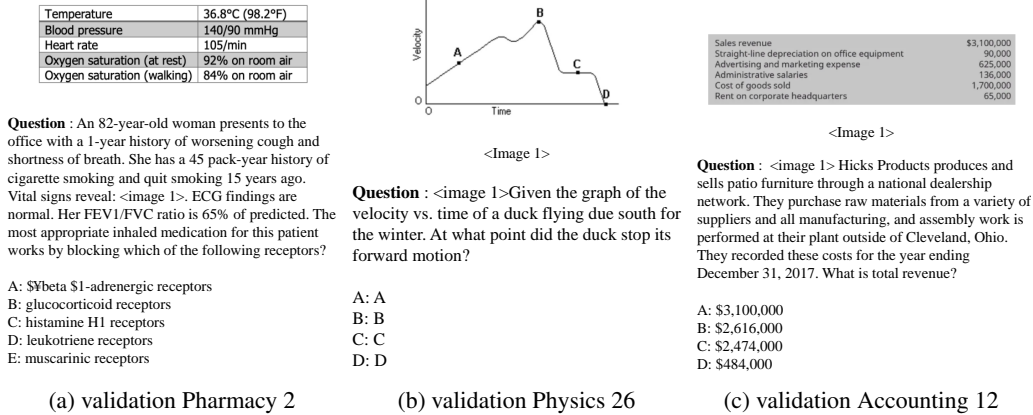 Temperature 36.8°C (98.2°F)
Blood pressure 140/90 mmHg
Heart rate 105/min
Oxygen saturation (at rest) 92% on room air
Oxygen saturation (walking) 84% on room air
Question : An 82-year-old woman presents to the
office with a 1-year history of worsening cough and
shortness of breath. She has a 45 pack-year history of
cigarette smoking and quit smoking 15 years ago.
Vital signs reveal: <image 1>. ECG findings are
normal. Her FEV1/FVC ratio is 65% of predicted. The
most appropriate inhaled medication for this patient
works by blocking which of the following receptors?
A: $¥beta $1-adrenergic receptors
B: glucocorticoid receptors
C: histamine H1 receptors
D: leukotriene receptors
E: muscarinic receptors
(a) validation Pharmacy 2
Velocity
A
B
C
D
O
O
Time
<Image 1>
Question : <image 1>Given the graph of the
velocity vs. time of a duck flying due south for
the winter. At what point did the duck stop its
forward motion?
A: A
B: B
C: C
D: D
(b) validation Physics 26
Sales revenue $3,100,000
Straight-line depreciation on office equipment 90,000
Advertising and marketing expense 625,000
Administrative salaries 136,000
Cost of goods sold 1,700,000
Rent on corporate headquarters 65,000
<Image 1>
Question : <image 1> Hicks Products produces and
sells patio furniture through a national dealership
network. They purchase raw materials from a variety of
suppliers and all manufacturing, and assembly work is
performed at their plant outside of Cleveland, Ohio.
They recorded these costs for the year ending
December 31, 2017. What is total revenue?
A: $3,100,000
B: $2,616,000
C: $2,474,000
D: $484,000
(c) validation Accounting 12